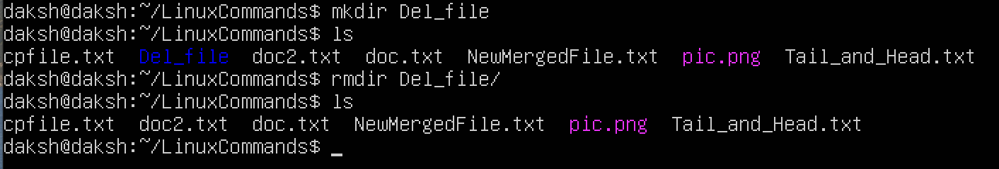 daksh@daksh:~/LinuxCommands$ mkdir Del_file
daksh@daksh:~/LinuxCommands$ ls
cpfile.txt  Del_file  doc2.txt  doc.txt  NewMergedFile.txt  pic.png  Tail_and_Head.txt
daksh@daksh:~/LinuxCommands$ rmdir Del_file/
daksh@daksh:~/LinuxCommands$ ls
cpfile.txt  doc2.txt  doc.txt  NewMergedFile.txt  pic.png  Tail_and_Head.txt
daksh@daksh:~/LinuxCommands$ _